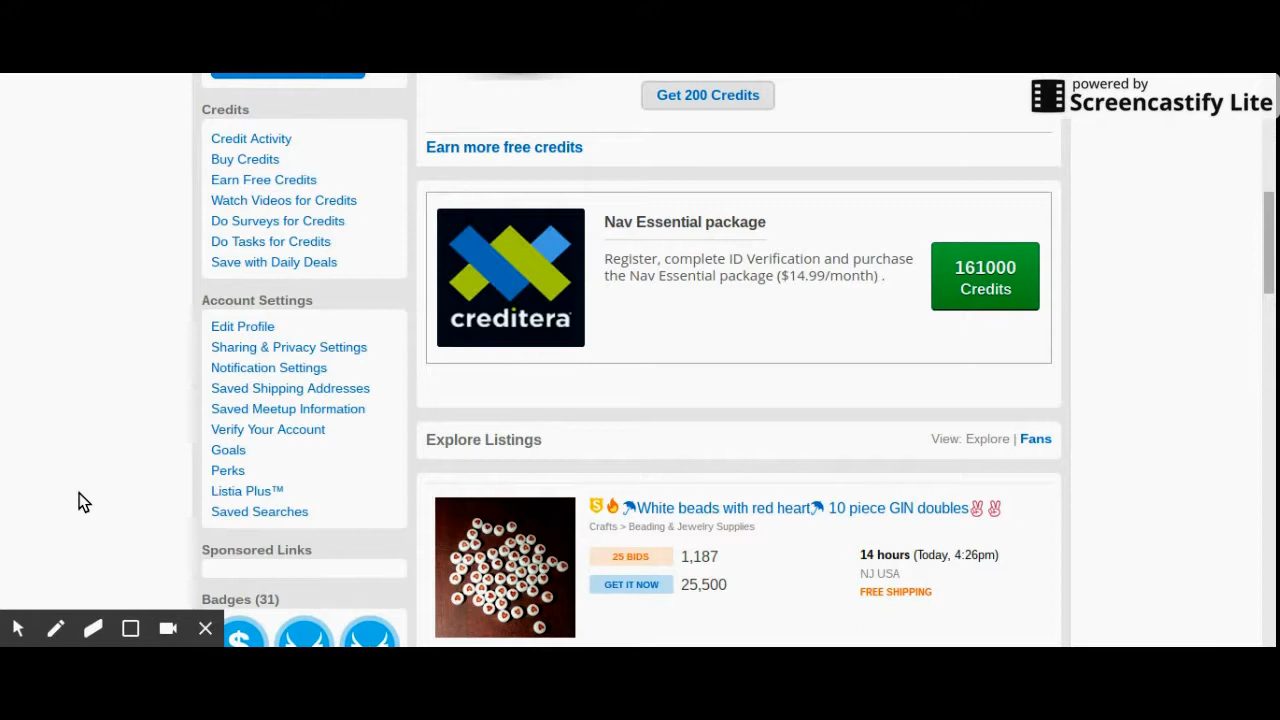 powered by
Screencastify Lite
Credits
Credit Activity
Buy Credits
Earn Free Credits
Watch Videos for Credits
Do Surveys for Credits
Do Tasks for Credits
Save with Daily Deals
Account Settings
Edit Profile
Sharing & Privacy Settings
Notification Settings
Saved Shipping Addresses
Saved Meetup Information
Verify Your Account
Goals
Perks
Listia Plus™
Saved Searches
Sponsored Links
Badges (31)
$
Get 200 Credits
Earn more free credits
creditera
Nav Essential package
Register, complete ID Verification and purchase
the Nav Essential package ($14.99/month) .
161000
Credits
Explore Listings
View: Explore | Fans
S🔥☂White beads with red heart☂ 10 piece GIN doubles✌✌
Crafts > Beading & Jewelry Supplies
25 BIDS 1,187
GET IT NOW 25,500
14 hours (Today, 4:26pm)
NJ USA
FREE SHIPPING